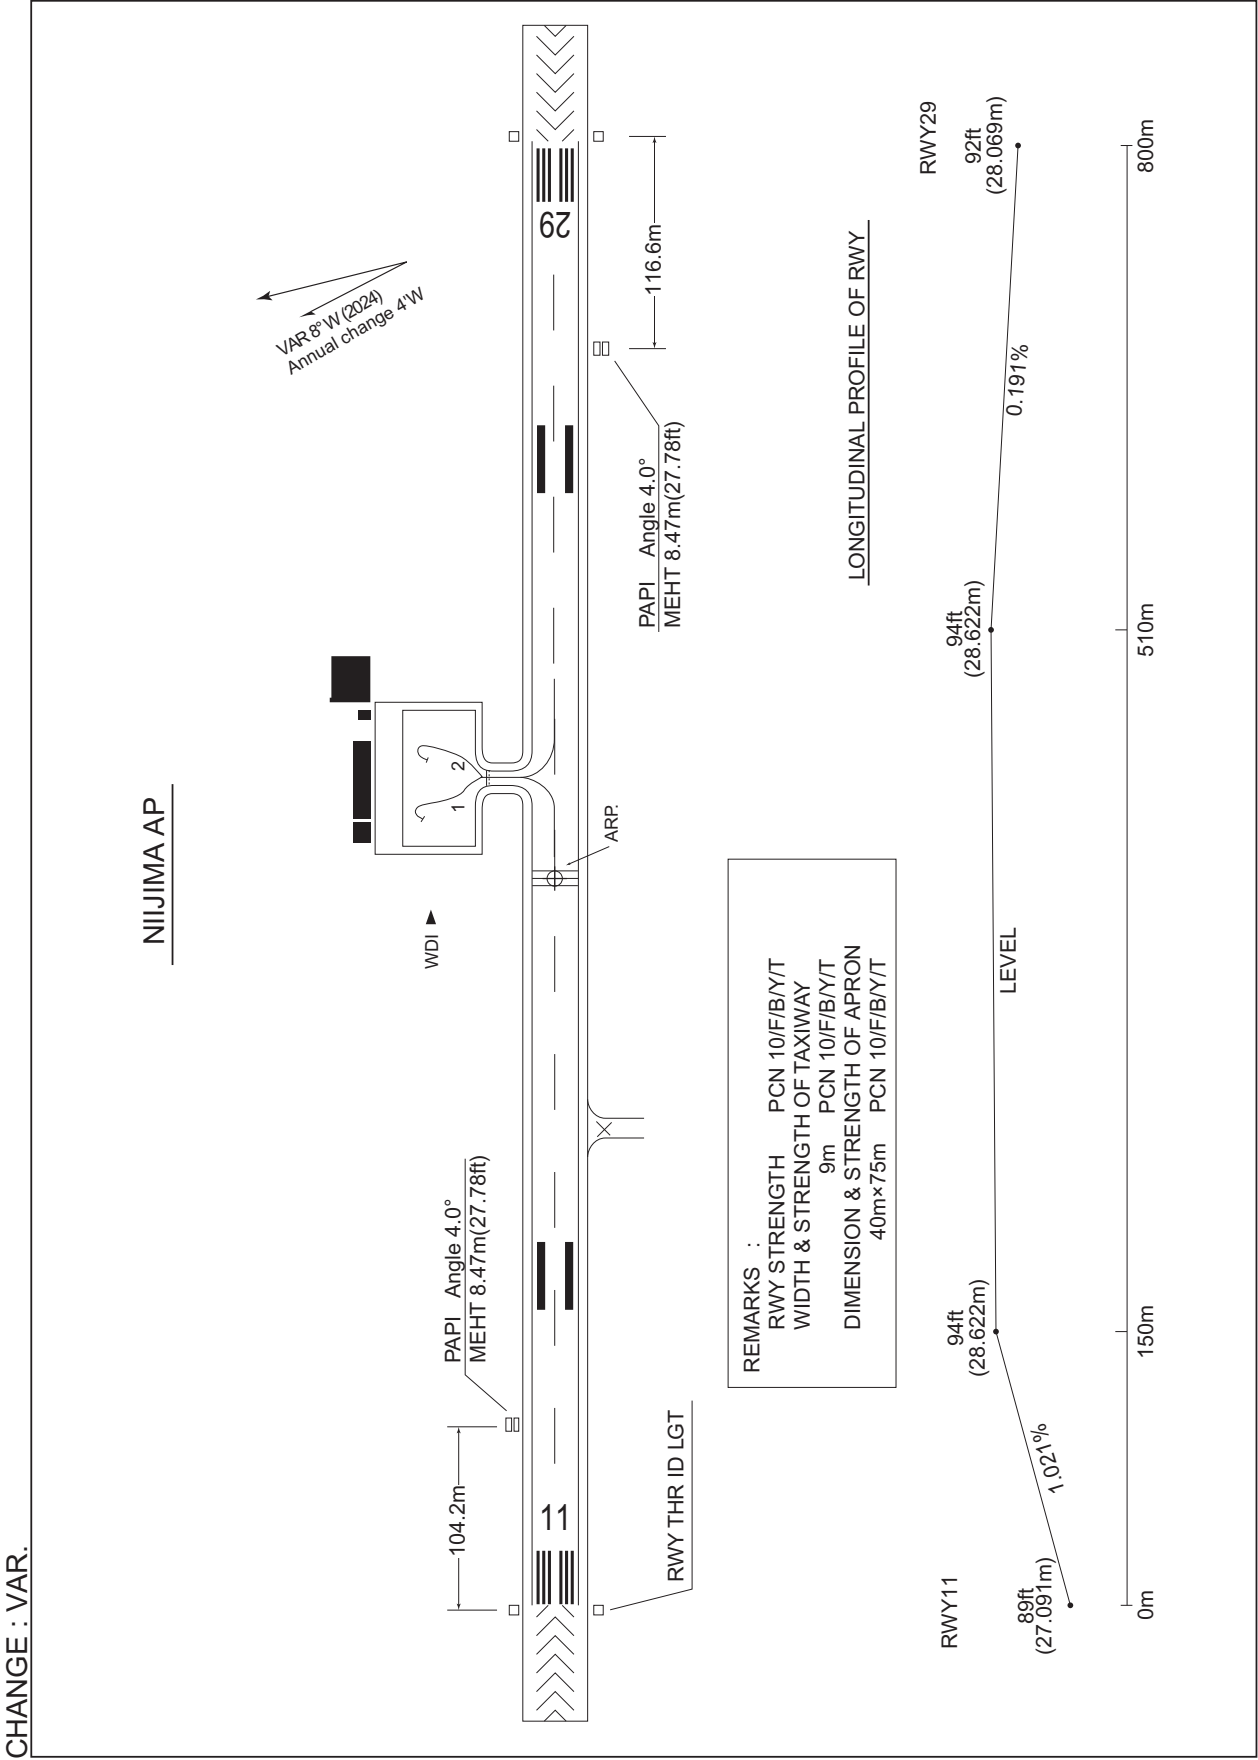 CHANGE : VAR.
NIIJIMA AP
VAR 8° W (2024)
Annual change 4'W
WDI
1
2
PAPI Angle 4.0°
MEHT 8.47m(27.78ft)
104.2m
11
29
ARP.
116.6m
PAPI Angle 4.0°
MEHT 8.47m(27.78ft)
RWY THR ID LGT
REMARKS :
RWY STRENGTH PCN 10/F/B/Y/T
WIDTH & STRENGTH OF TAXIWAY
9m PCN 10/F/B/Y/T
DIMENSION & STRENGTH OF APRON
40m×75m PCN 10/F/B/Y/T
LONGITUDINAL PROFILE OF RWY
RWY11
RWY29
89ft
(27.091m)
1.021%
94ft
(28.622m)
LEVEL
94ft
(28.622m)
0.191%
92ft
(28.069m)
0m
150m
510m
800m